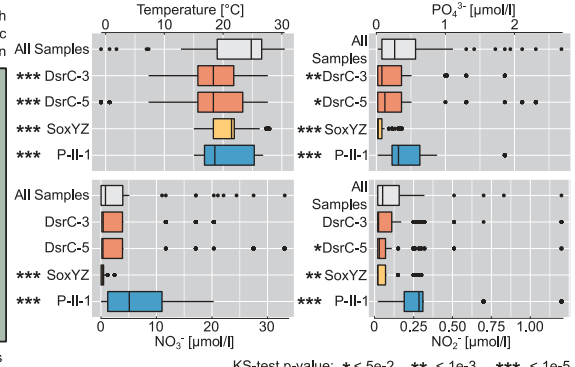 h
c
n
s
Temperature [°C]
0 10 20 30
All Samples
*** DsrC-3
*** DsrC-5
*** SoxYZ
*** P-II-1
PO₄³⁻ [µmol/l]
0 1 2
All
Samples
**DsrC-3
*DsrC-5
*** SoxYZ
*** P-II-1
All Samples
DsrC-3
DsrC-5
*** SoxYZ
*** P-II-1
0 10 20 30
NO₃⁻ [µmol/l]
All
Samples
DsrC-3
*DsrC-5
** SoxYZ
*** P-II-1
0 0.25 0.50 0.75 1.00
NO₂⁻ [µmol/l]
KS-test p-value: * < 5e-2 ** < 1e-3 *** < 1e-5